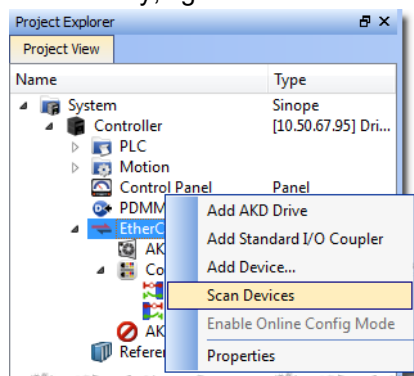 Project Explorer
Project View
Name Type
System Sinope
Controller [10.50.67.95] Dri...
PLC
Motion
Control Panel Panel
PDMM
EtherC
AK
Co
AK
Referen
Add AKD Drive
Add Standard I/O Coupler
Add Device...
Scan Devices
Enable Online Config Mode
Properties